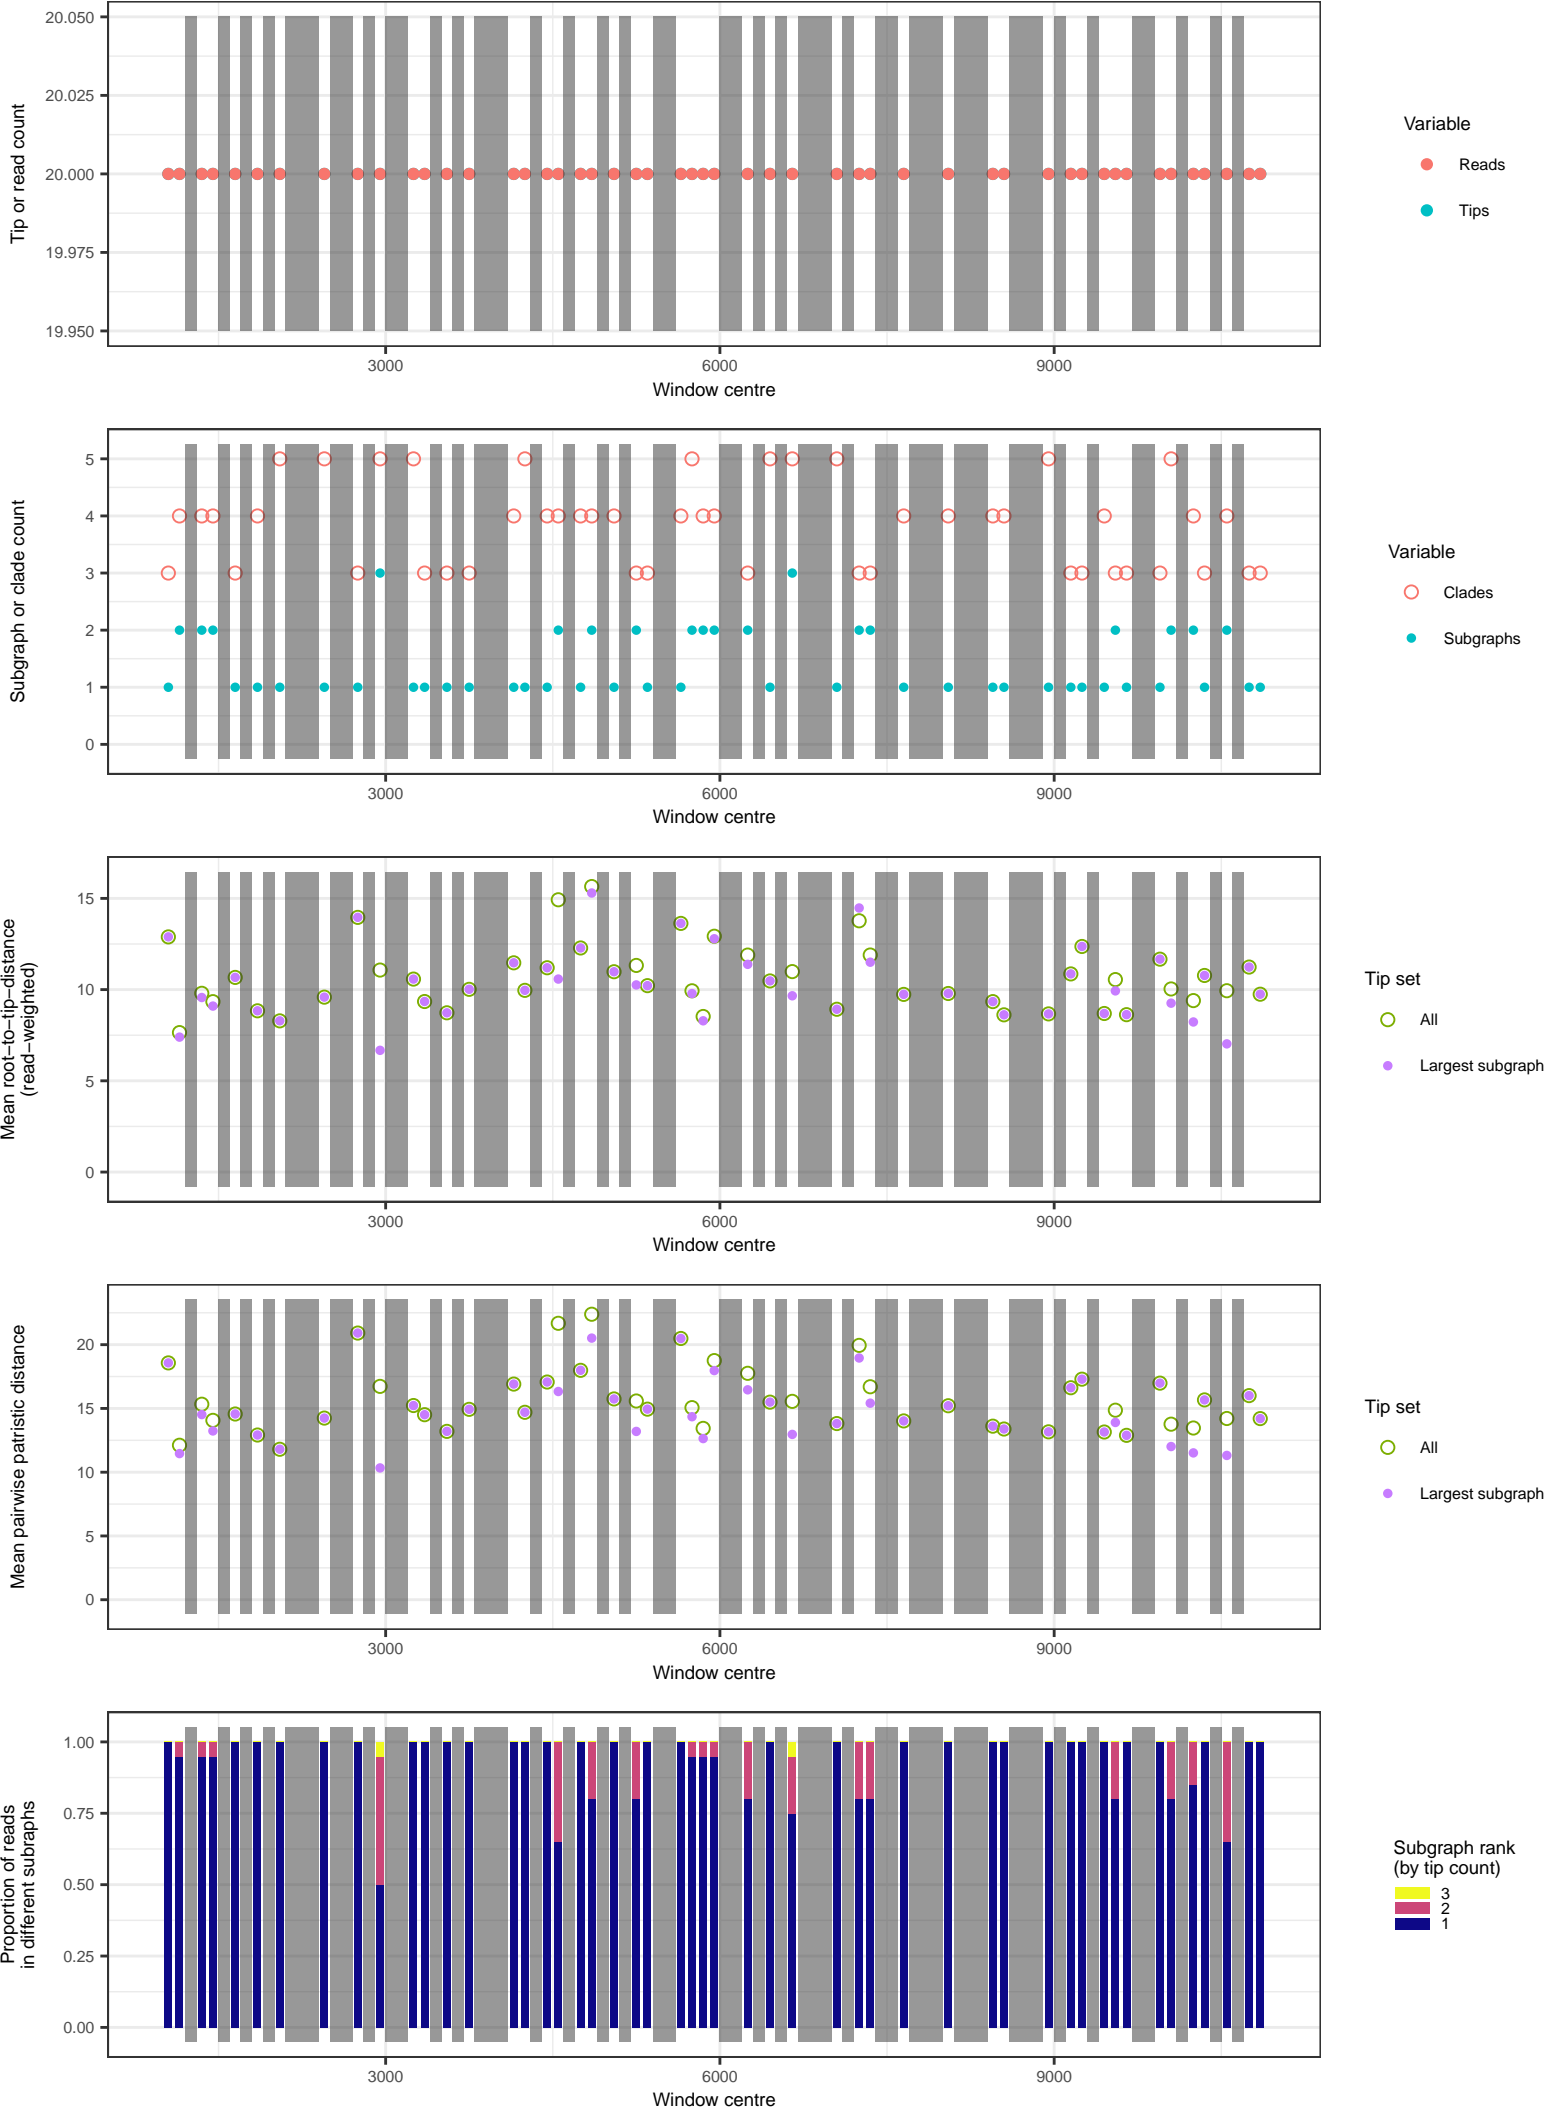 20.050
20.025
20.000
19.975
19.950
Tip or read count
3000
6000
9000
Window centre
Variable
Reads
Tips
5
4
3
2
1
0
Subgraph or clade count
3000
6000
9000
Window centre
Variable
Clades
Subgraphs
15
10
5
0
Mean root−to−tip−distance
(read−weighted)
3000
6000
9000
Window centre
Tip set
All
Largest subgraph
20
15
10
5
0
Mean pairwise patristic distance
3000
6000
9000
Window centre
Tip set
All
Largest subgraph
1.00
0.75
0.50
0.25
0.00
Proportion of reads
in different subraphs
3000
6000
9000
Window centre
Subgraph rank
(by tip count)
3
2
1